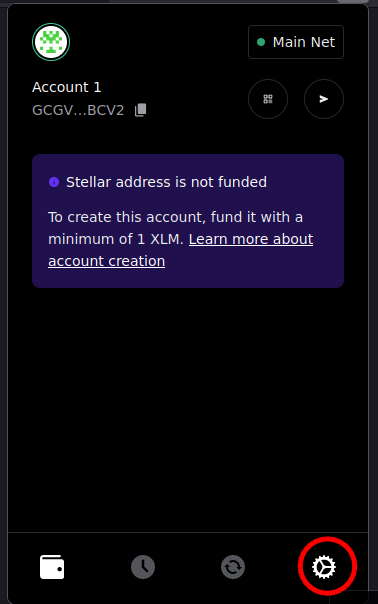 Main Net
Account 1
GCGV...BCV2
Stellar address is not funded
To create this account, fund it with a
minimum of 1 XLM. Learn more about
account creation